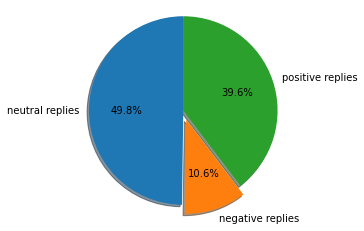 positive replies
39.6%
neutral replies
49.8%
10.6%
negative replies